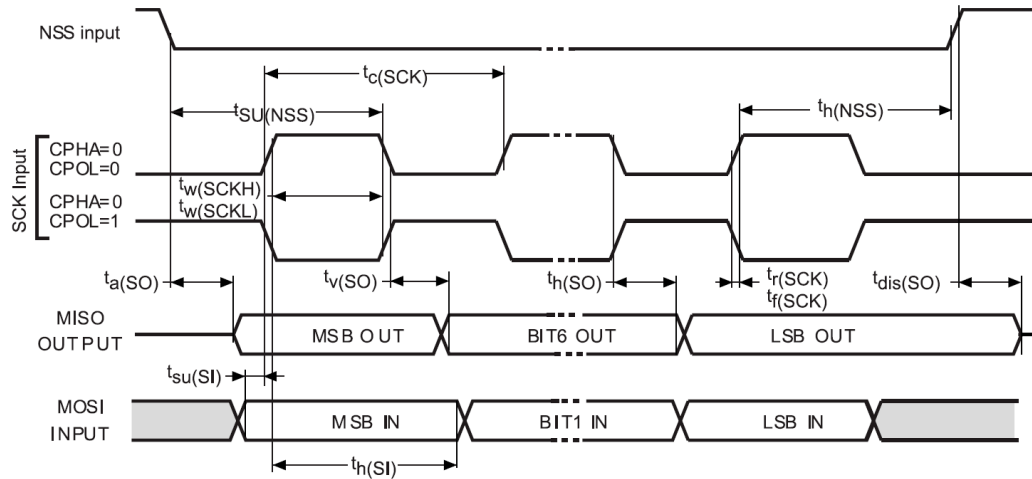 NSS input
tc(SCK)
tSU(NSS)
th(NSS)
SCK Input
CPHA=0
CPOL=0
CPHA=0
CPOL=1
tw(SCKH)
tw(SCKL)
ta(SO)
tv(SO)
th(SO)
tr(SCK)
tf(SCK)
tdis(SO)
MISO
OUTPUT
MSB OUT
BIT6 OUT
LSB OUT
tsu(SI)
MOSI
INPUT
MSB IN
BIT1 IN
LSB IN
th(SI)